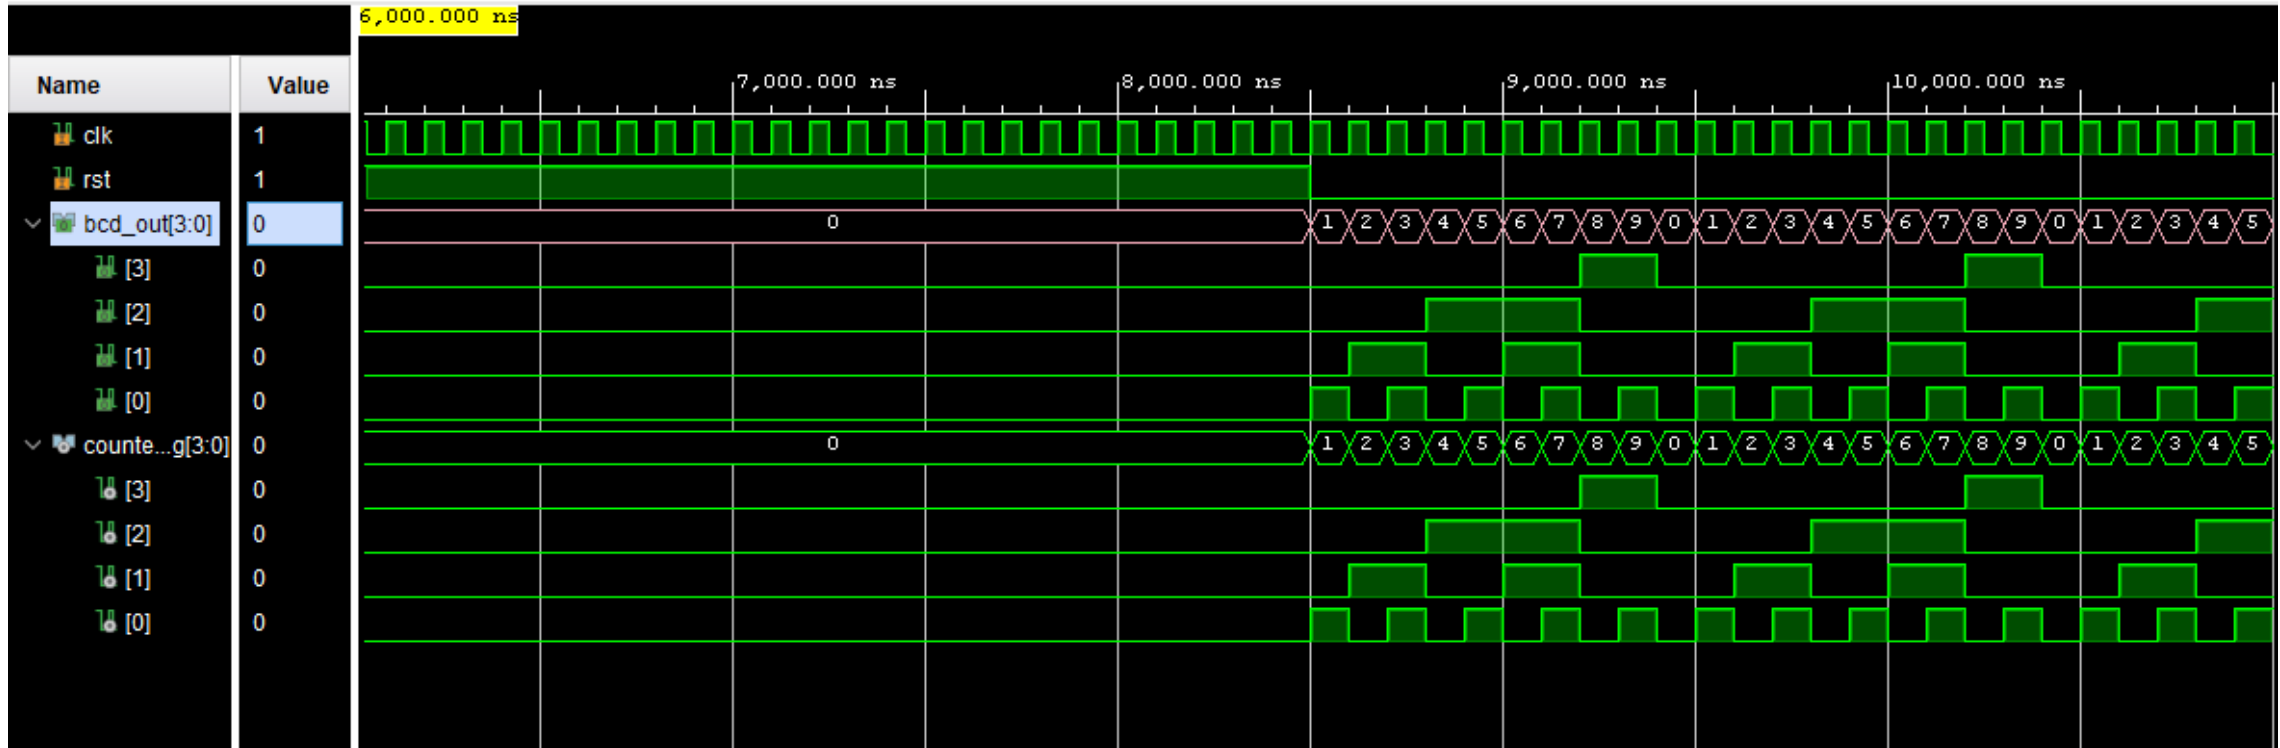 6,000.000 ns
Name Value
7,000.000 ns 8,000.000 ns 9,000.000 ns 10,000.000 ns
clk 1
rst 1
bcd_out[3:0] 0 0 1 2 3 4 5 6 7 8 9 0 1 2 3 4 5 6 7 8 9 0 1 2 3 4 5
[3] 0
[2] 0
[1] 0
[0] 0
counte...g[3:0] 0 0 1 2 3 4 5 6 7 8 9 0 1 2 3 4 5 6 7 8 9 0 1 2 3 4 5
[3] 0
[2] 0
[1] 0
[0] 0